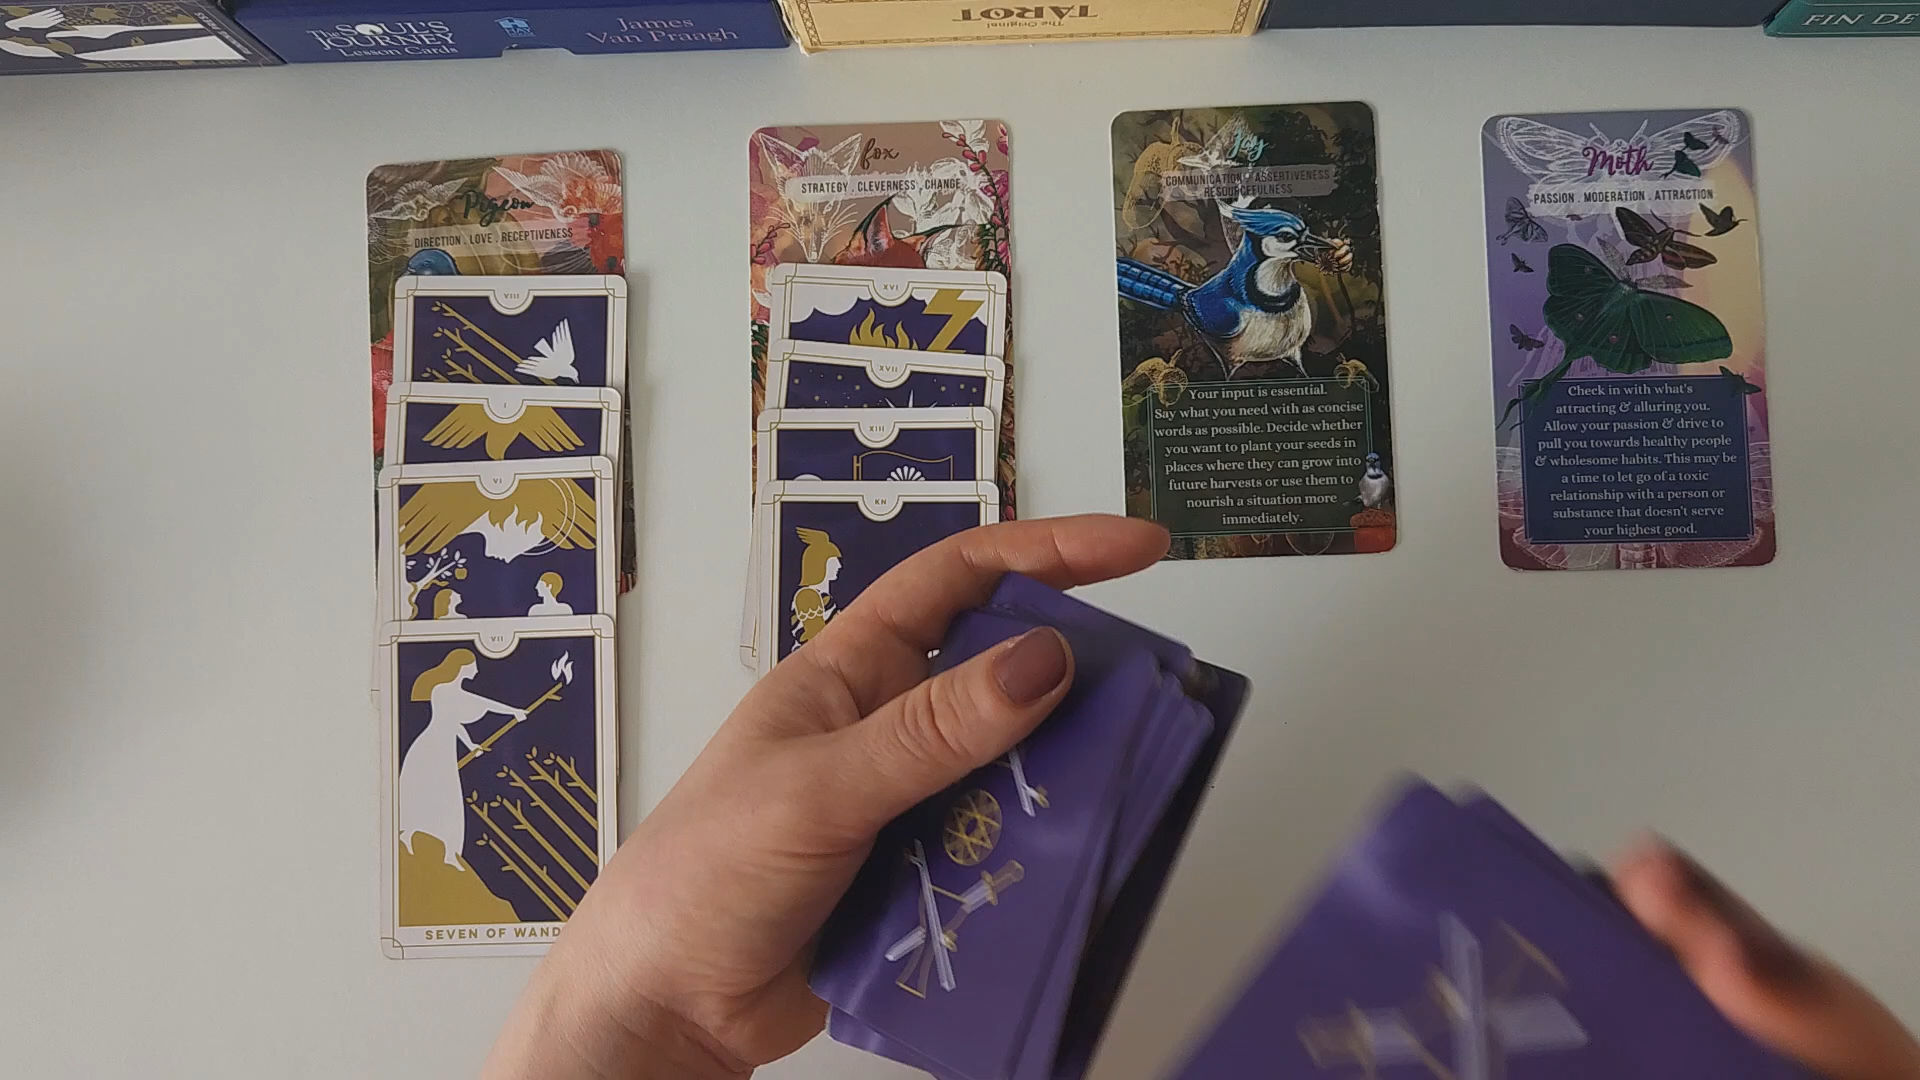 The SOUL'S
JOURNEY
Lesson Cards
HAY
HOUSE
James
Van Praagh
The Original
TAROT
FIN DE
Pigeon
DIRECTION . LOVE . RECEPTIVENESS
VIII
I
VI
VII
SEVEN OF WAND
fox
STRATEGY . CLEVERNESS . CHANGE
XVI
XVII
XIII
KN
Jay
COMMUNICATION . ASSERTIVENESS
RESOURCEFULNESS
Your input is essential.
Say what you need with as concise
words as possible. Decide whether
you want to plant your seeds in
places where they can grow into
future harvests or use them to
nourish a situation more
immediately.
Moth
PASSION . MODERATION . ATTRACTION
Check in with what's
attracting & alluring you.
Allow your passion & drive to
pull you towards healthy people
& wholesome habits. This may be
a time to let go of a toxic
relationship with a person or
substance that doesn't serve
your highest good.